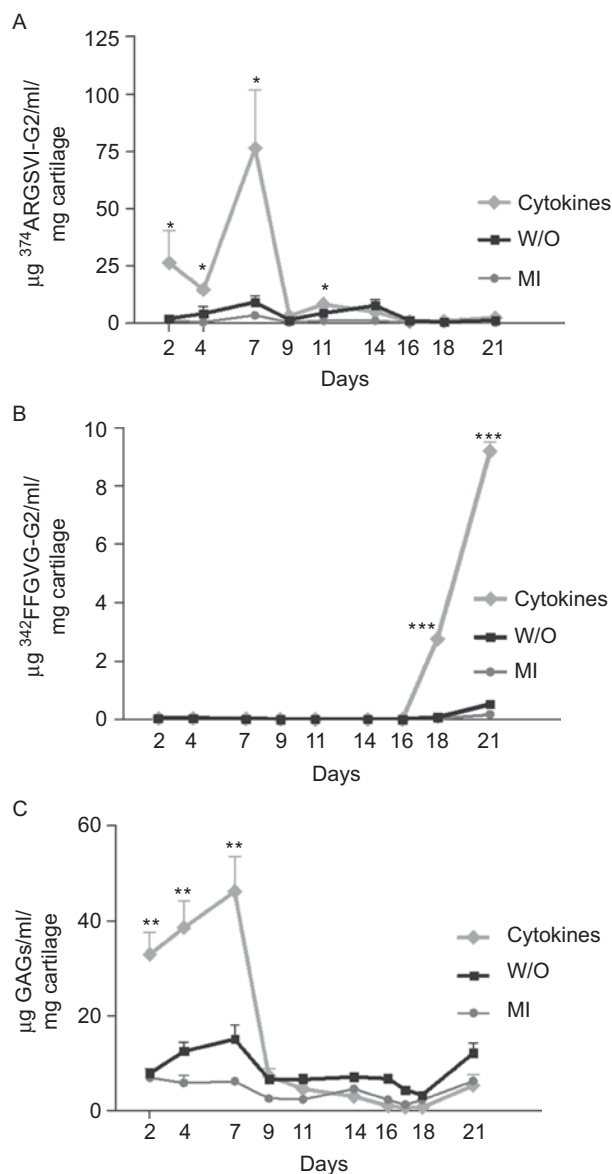 A
µg ³⁷⁴ARGSVI-G2/ml/
mg cartilage
125
100
75
50
25
0
*
*
*
*
Cytokines
W/O
MI
2 4 7 9 11 14 16 18 21
Days
B
µg ³⁴²FFGVG-G2/ml/
mg cartilage
10
8
6
4
2
0
***
***
Cytokines
W/O
MI
2 4 7 9 11 14 16 18 21
Days
C
µg GAGs/ml/
mg cartilage
60
40
20
0
**
**
**
Cytokines
W/O
MI
2 4 7 9 11 14 16 18 21
Days